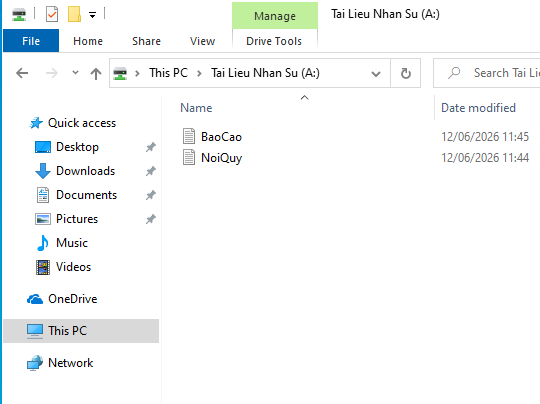 Manage
Tai Lieu Nhan Su (A:)
File
Home
Share
View
Drive Tools
This PC
Tai Lieu Nhan Su (A:)
Search Tai Li
Name
Date modified
Quick access
Desktop
Downloads
Documents
Pictures
Music
Videos
OneDrive
This PC
Network
BaoCao
12/06/2026 11:45
NoiQuy
12/06/2026 11:44